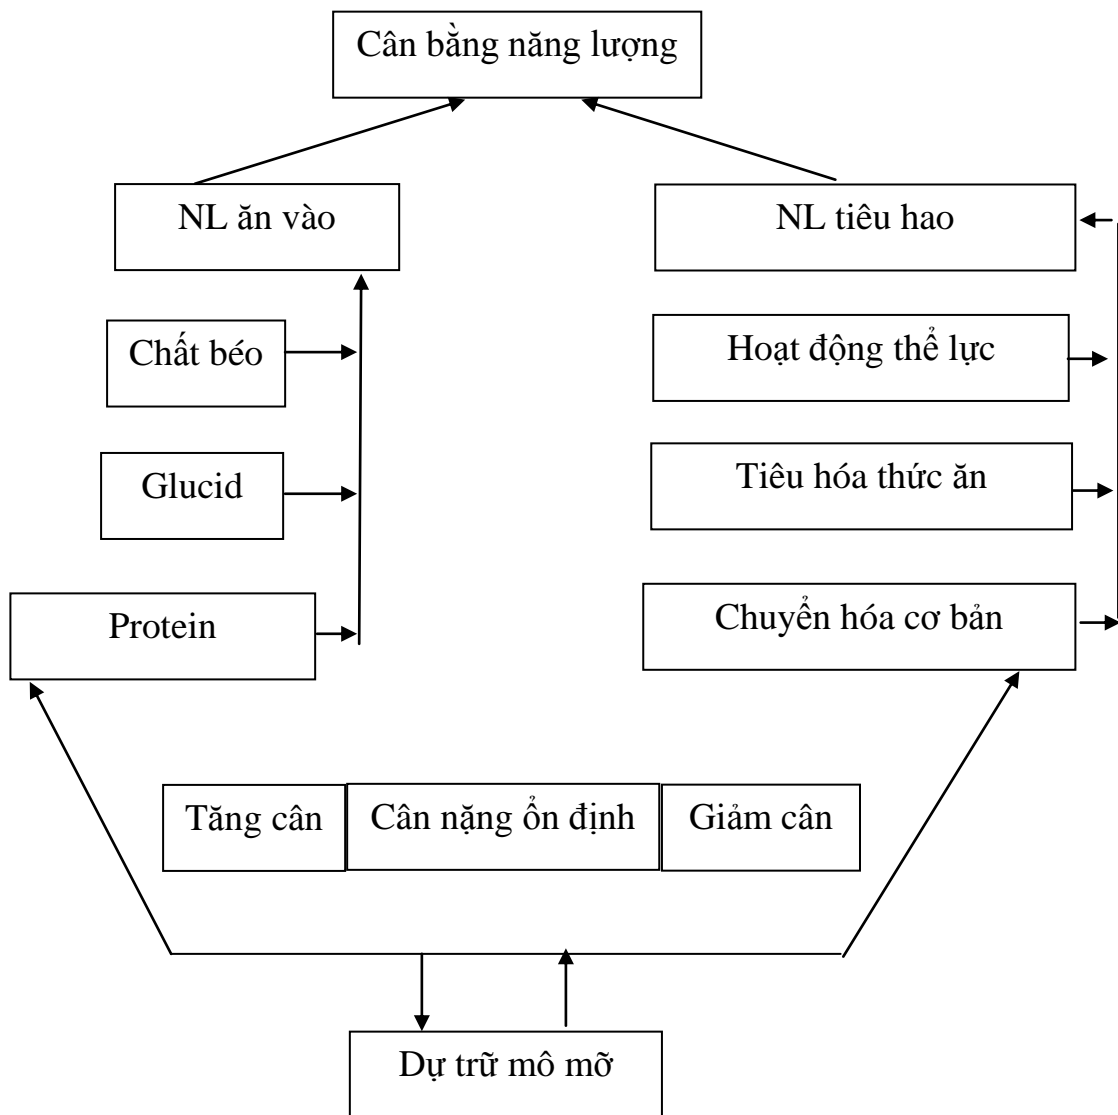 Cân bằng năng lượng
NL ăn vào
NL tiêu hao
Chất béo
Hoạt động thể lực
Glucid
Tiêu hóa thức ăn
Protein
Chuyển hóa cơ bản
Tăng cân
Cân nặng ổn định
Giảm cân
Dự trữ mô mỡ